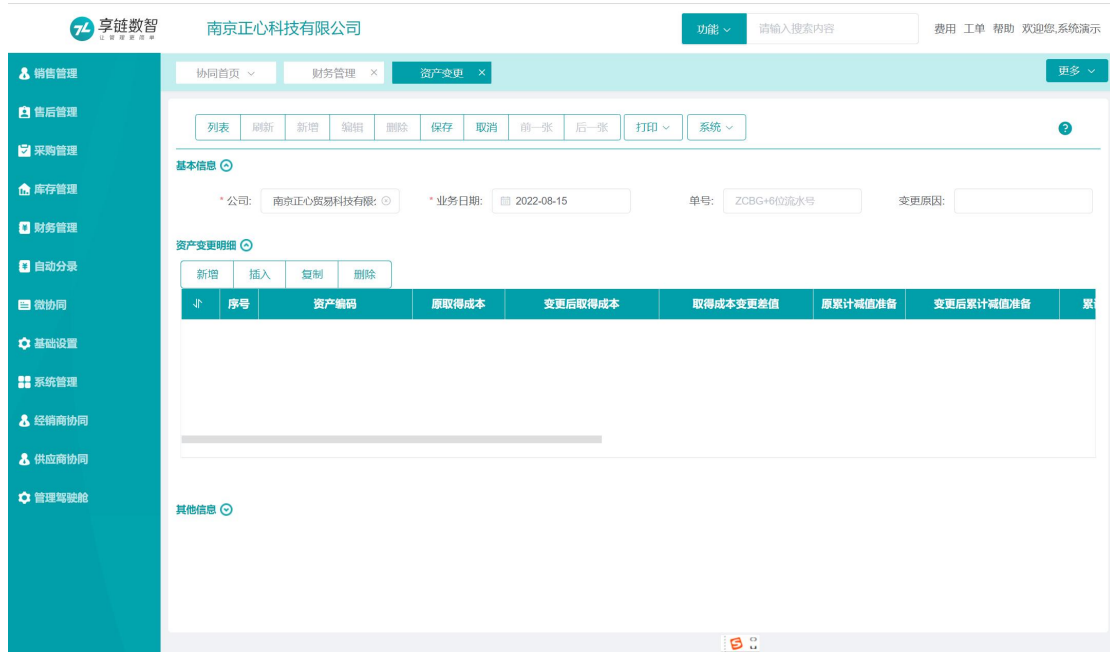 享链数智
让管理更简单
南京正心科技有限公司
功能
请输入搜索内容
费用 工单 帮助 欢迎您,系统演示
销售管理
售后管理
采购管理
库存管理
财务管理
自动分录
微协同
基础设置
系统管理
经销商协同
供应商协同
管理驾驶舱
协同首页 财务管理 × 资产变更 ×
更多
列表 刷新 新增 编辑 删除 保存 取消 前一张 后一张 打印 系统
基本信息
* 公司: 南京正心贸易科技有限 * 业务日期: 2022-08-15 单号: ZCBG+6位流水号 变更原因:
资产变更明细
新增 插入 复制 删除
序号 资产编码 原取得成本 变更后取得成本 取得成本变更差值 原累计减值准备 变更后累计减值准备 累
其他信息